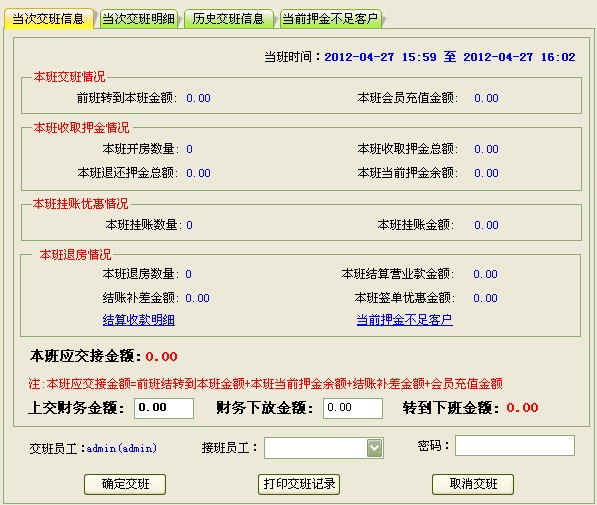 当次交班信息 当次交班明细 历史交班信息 当前押金不足客户
当班时间：2012-04-27 15:59 至 2012-04-27 16:02
本班交班情况
前班转到本班金额: 0.00 本班会员充值金额: 0.00
本班收取押金情况
本班开房数量: 0 本班收取押金总额: 0.00
本班退还押金总额: 0.00 本班当前押金余额: 0.00
本班挂账优惠情况
本班挂账数量: 0 本班挂账金额: 0.00
本班退房情况
本班退房数量: 0 本班结算营业款金额: 0.00
结账补差金额: 0.00 本班签单优惠金额: 0.00
结算收款明细 当前押金不足客户
本班应交接金额: 0.00
注:本班应交接金额=前班结转到本班金额+本班当前押金余额+结账补差金额+会员充值金额
上交财务金额: 0.00 财务下放金额: 0.00 转到下班金额: 0.00
交班员工：admin(admin) 接班员工： 密码：
确定交班 打印交班记录 取消交班